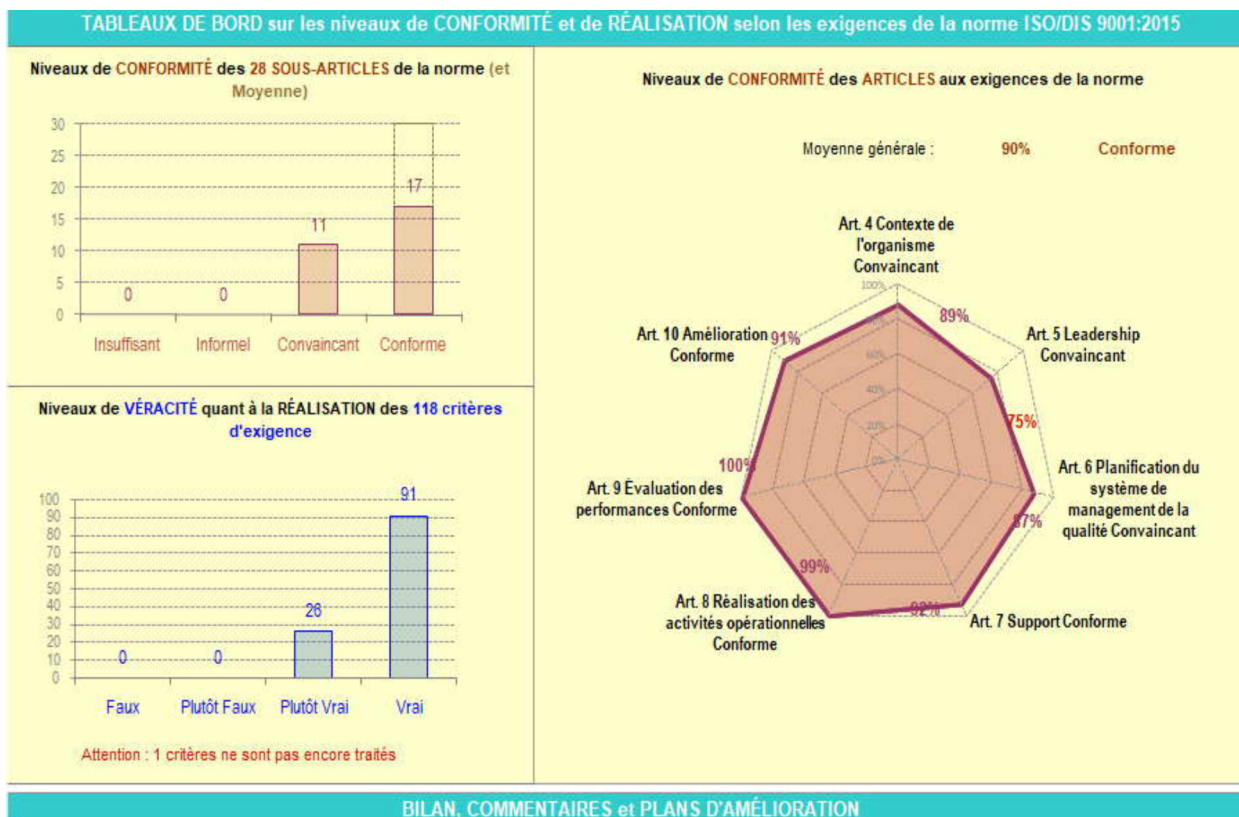 TABLEAUX DE BORD sur les niveaux de CONFORMITÉ et de RÉALISATION selon les exigences de la norme ISO/DIS 9001:2015
Niveaux de CONFORMITÉ des 28 SOUS-ARTICLES de la norme (et
Moyenne)
30
25
20
15
10
5
0
0
0
11
17
Insuffisant
Informel
Convaincant
Conforme
Niveaux de VÉRACITÉ quant à la RÉALISATION des 118 critères
d'exigence
100
90
80
70
60
50
40
30
20
10
0
0
0
26
91
Faux
Plutôt Faux
Plutôt Vrai
Vrai
Attention : 1 critères ne sont pas encore traités
Niveaux de CONFORMITÉ des ARTICLES aux exigences de la norme
Moyenne générale :
90%
Conforme
Art. 4 Contexte de
l'organisme
Convaincant
100%
80%
60%
40%
20%
0%
89%
Art. 5 Leadership
Convaincant
75%
Art. 6 Planification du
système de
management de la
qualité Convaincant
87%
Art. 7 Support Conforme
92%
Art. 8 Réalisation des
activités opérationnelles
Conforme
99%
Art. 9 Évaluation des
performances Conforme
100%
Art. 10 Amélioration
Conforme
91%
BILAN, COMMENTAIRES et PLANS D'AMÉLIORATION